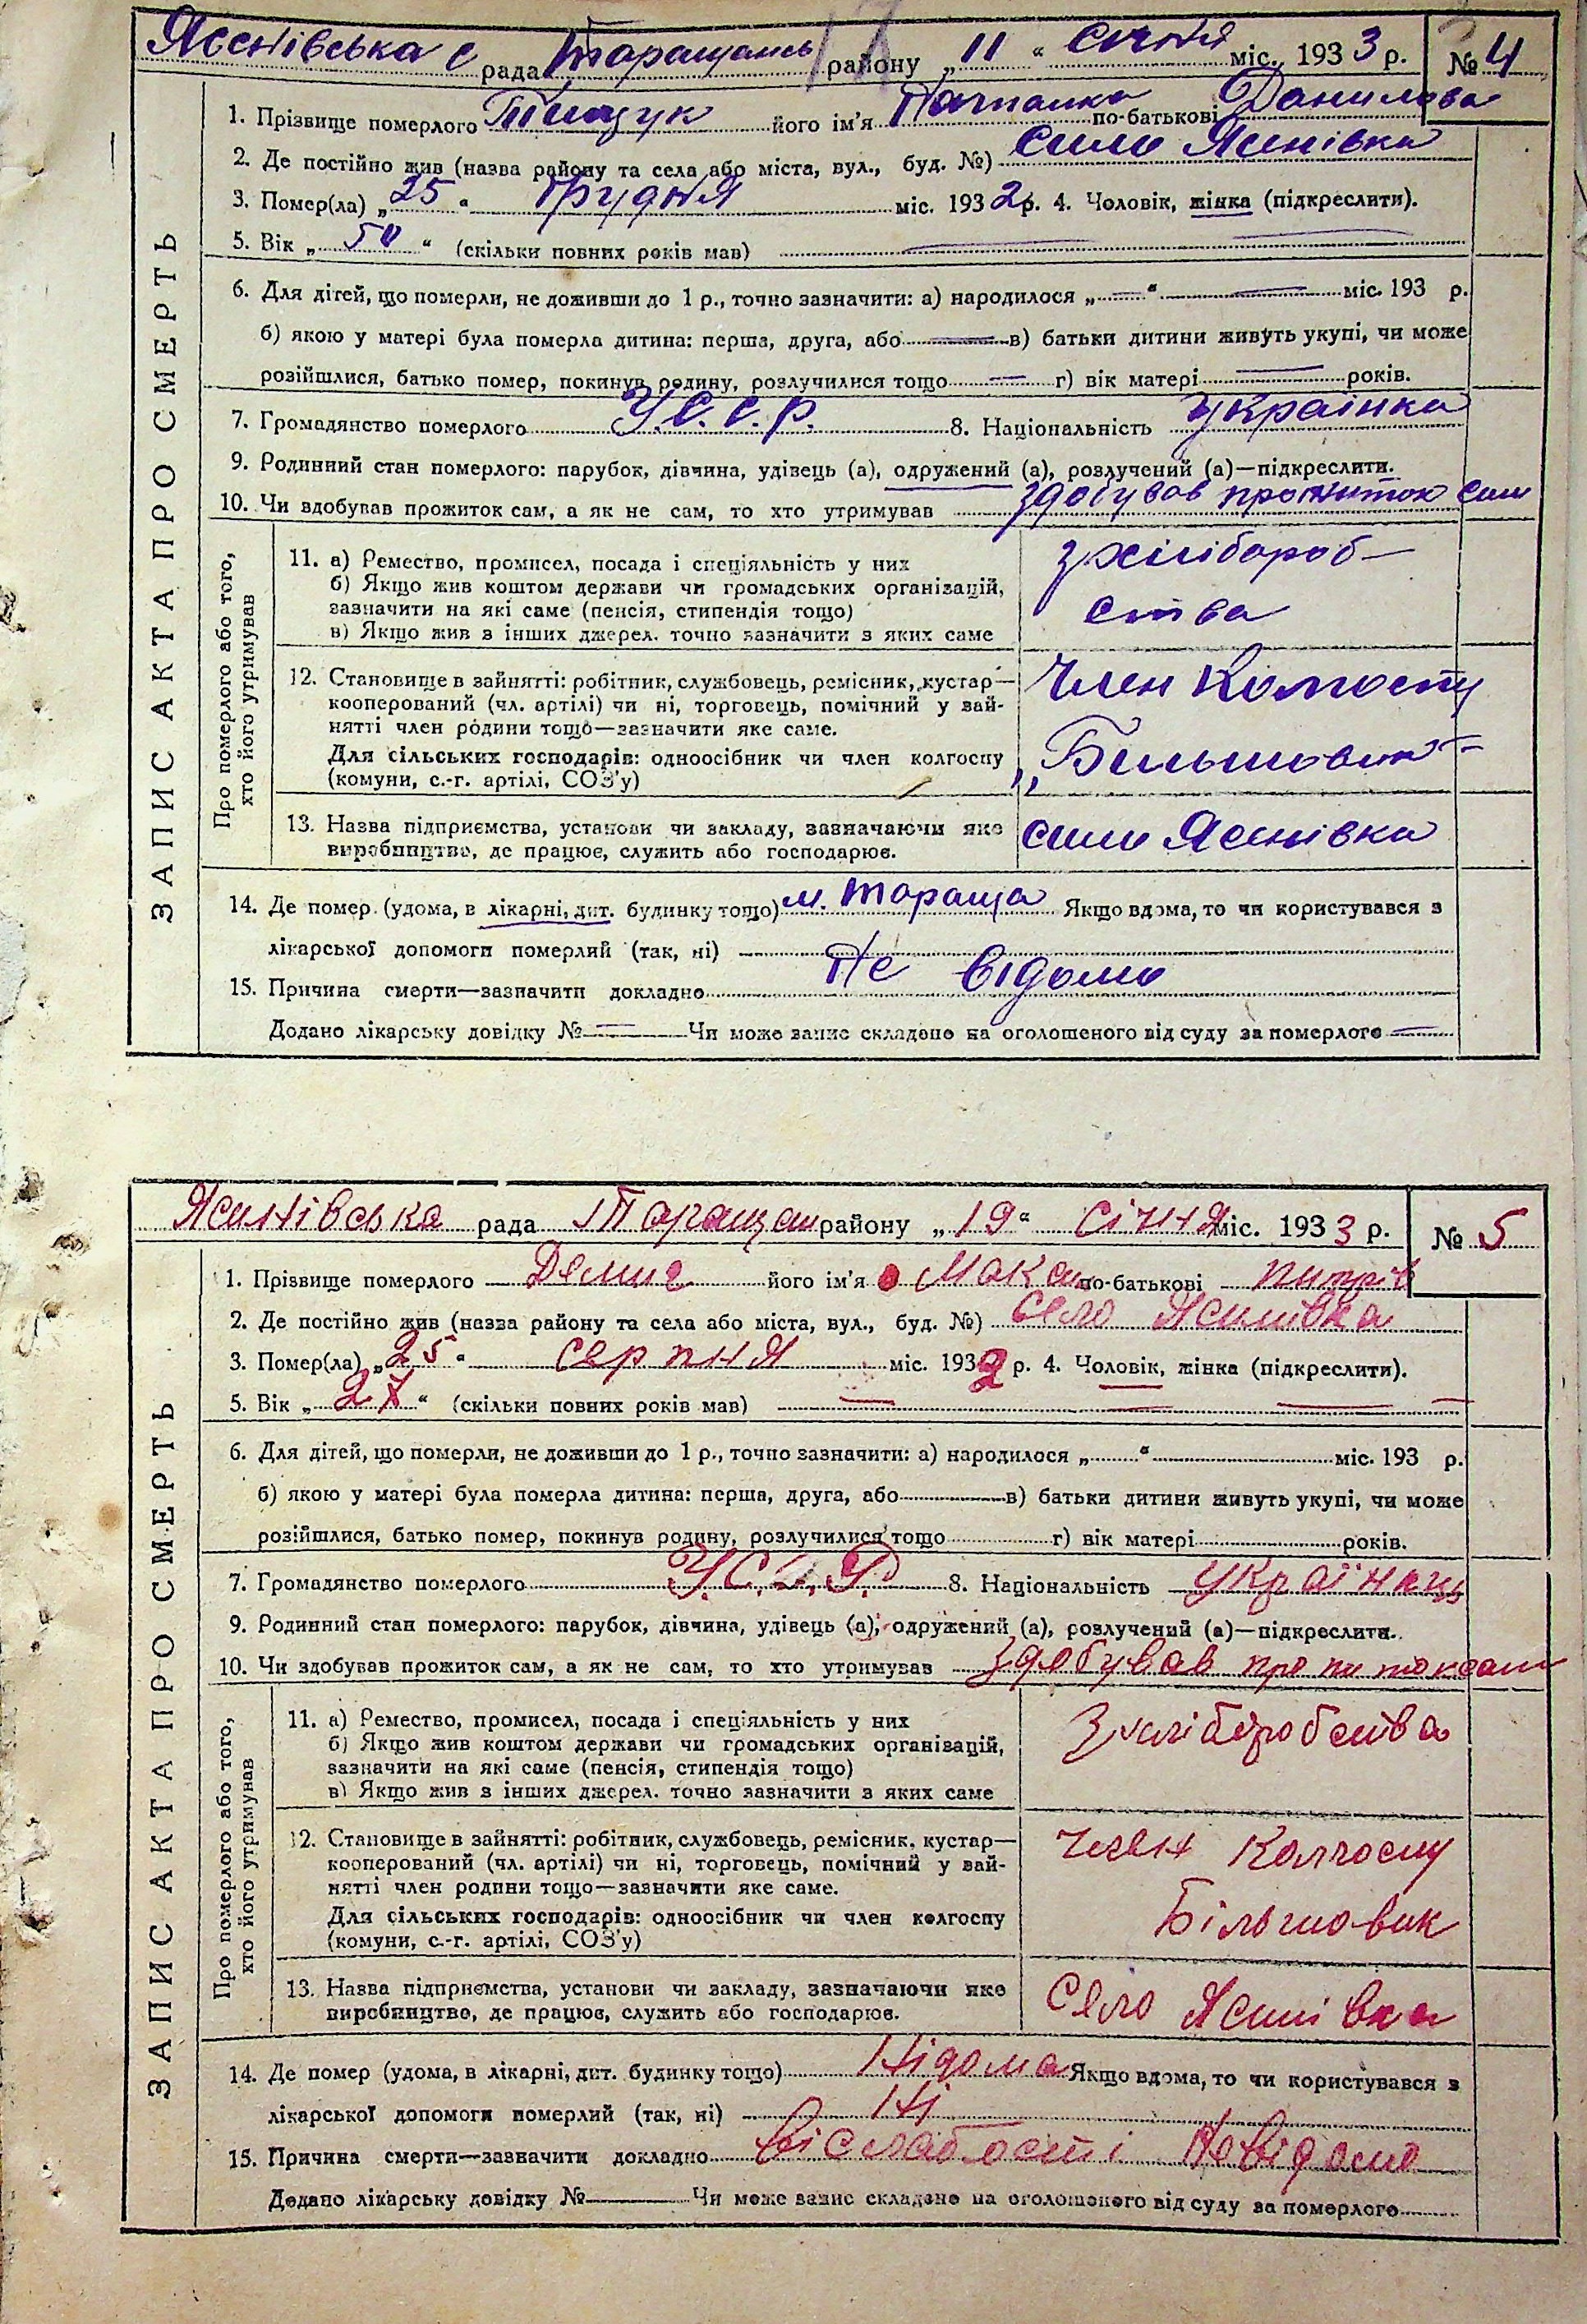 Ясенівська с рада Таращанськ району „11“ січня міс. 1933 р. № 4
1. Прізвище померлого Тищук його ім’я по-батькові Данилова
2. Де постійно жив (назва району та села або міста, вул., буд. №) село Ясенівка
3. Помер(ла) „25“ грудня міс. 1932 р. 4. Чоловік, жінка (підкреслити).
5. Вік „50“ (скільки повних років мав) —
6. Для дітей, що померли, не доживши до 1 р., точно зазначити: а) народилося „—“ — міс. 193 р.
б) якою у матері була померла дитина: перша, друга, або — в) батьки дитини живуть укупі, чи може
розійшлися, батько помер, покинув родину, розлучилися тощо — г) вік матері — років.
7. Громадянство померлого У.С.С.Р. 8. Національність українка
9. Родинний стан померлого: парубок, дівчина, удівець (а), одружений (а), розлучений (а)—підкреслити.
10. Чи здобував прожиток сам, а як не сам, то хто утримував здобував прожиток сам
ЗАПИС АКТА ПРО СМЕРТЬ
Про померлого або того,
хто його утримував
11. а) Ремество, промисел, посада і спеціяльність у них
б) Якщо жив коштом держави чи громадських організацій,
зазначити на які саме (пенсія, стипендія тощо)
в) Якщо жив з інших джерел. точно зазначити з яких саме
з хлібороб-
ства
12. Становище в зайнятті: робітник, службовець, ремісник, кустар—
кооперований (чл. артілі) чи ні, торговець, помічний у зай-
нятті член родини тощо—зазначити яке саме.
Для сільських господарів: одноосібник чи член колгоспу
(комуни, с.-г. артілі, СОЗ’у)
Член Колгоспу
„Більшовик“
13. Назва підприємства, установи чи закладу, зазначаючи яке
виробництво, де працює, служить або господарює.
село Ясенівка
14. Де помер (удома, в лікарні, дит. будинку тощо) м. Тараща Якщо вдома, то чи користувався з
лікарської допомоги померлий (так, ні)
15. Причина смерти—зазначити докладно Не відомо
Додано лікарську довідку № — Чи може запис складено на оголошеного від суду за померлого —
Ясенівська рада Таращан району „19“ січня міс. 1933 р. № 5
1. Прізвище померлого його ім’я по-батькові
2. Де постійно жив (назва району та села або міста, вул., буд. №) село Ясенівка
3. Помер(ла) „25“ серпня міс. 1932 р. 4. Чоловік, жінка (підкреслити).
5. Вік „27“ (скільки повних років мав) —
6. Для дітей, що померли, не доживши до 1 р., точно зазначити: а) народилося „ “ міс. 193 р.
б) якою у матері була померла дитина: перша, друга, або в) батьки дитини живуть укупі, чи може
розійшлися, батько помер, покинув родину, розлучилися тощо г) вік матері років.
7. Громадянство померлого У.С.С.Р. 8. Національність українець
9. Родинний стан померлого: парубок, дівчина, удівець (а), одружений (а), розлучений (а)—підкреслити.
10. Чи здобував прожиток сам, а як не сам, то хто утримував здобував прожиток сам
ЗАПИС АКТА ПРО СМЕРТЬ
Про померлого або того,
хто його утримував
11. а) Ремество, промисел, посада і спеціяльність у них
б) Якщо жив коштом держави чи громадських організацій,
зазначити на які саме (пенсія, стипендія тощо)
в) Якщо жив з інших джерел. точно зазначити з яких саме
З хліборобства
12. Становище в зайнятті: робітник, службовець, ремісник, кустар—
кооперований (чл. артілі) чи ні, торговець, помічний у зай-
нятті член родини тощо—зазначити яке саме.
Для сільських господарів: одноосібник чи член колгоспу
(комуни, с.-г. артілі, СОЗ’у)
Член Колгоспу
Більшовик
13. Назва підприємства, установи чи закладу, зазначаючи яке
виробництво, де працює, служить або господарює.
Село Ясенівка
14. Де помер (удома, в лікарні, дит. будинку тощо) Якщо вдома, то чи користувався з
лікарської допомоги померлий (так, ні) Ні
15. Причина смерти—зазначити докладно Невідомо
Додано лікарську довідку № Чи може запис складено на оголошеного від суду за померлого